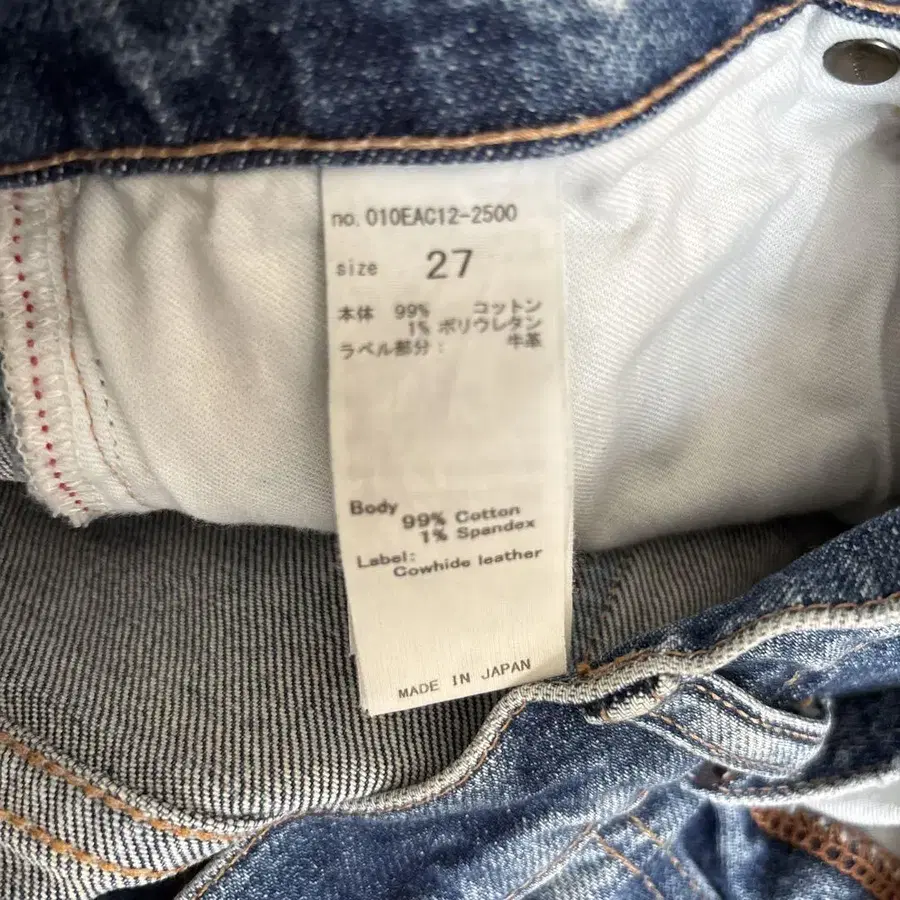 no. 010EAC12-2500
size 27
本体 99% コットン
1% ポリウレタン
ラベル部分: 牛革
Body
99% Cotton
1% Spandex
Label:
Cowhide leather
MADE IN JAPAN